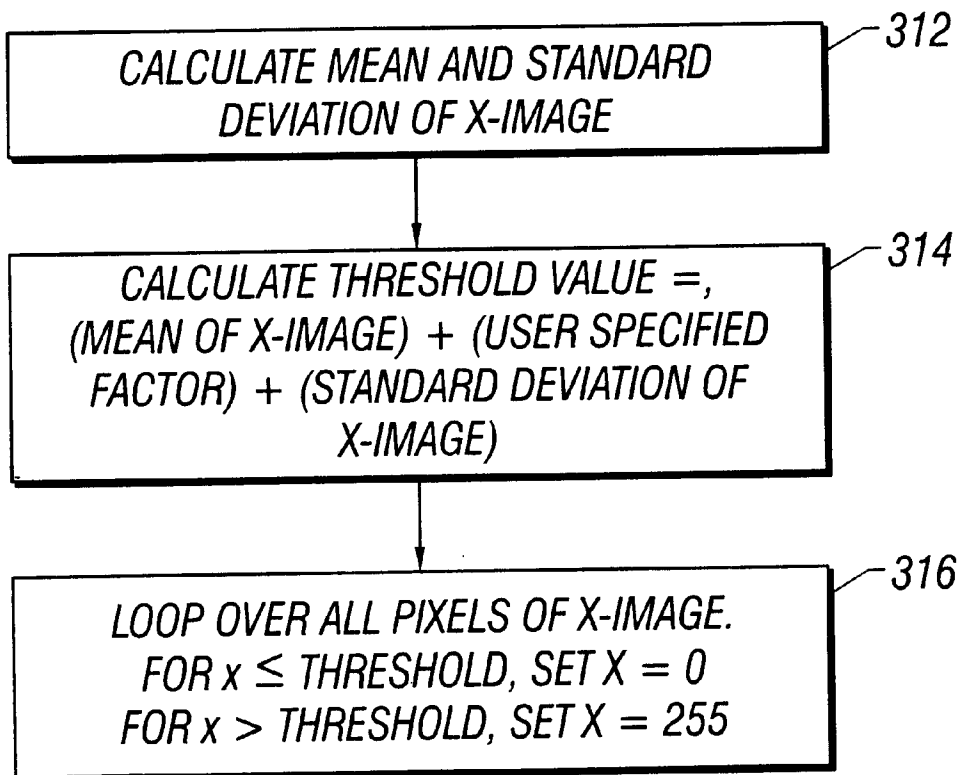 312
CALCULATE MEAN AND STANDARD
DEVIATION OF X-IMAGE
314
CALCULATE THRESHOLD VALUE =,
(MEAN OF X-IMAGE) + (USER SPECIFIED
FACTOR) + (STANDARD DEVIATION OF
X-IMAGE)
316
LOOP OVER ALL PIXELS OF X-IMAGE.
FOR x ≤ THRESHOLD, SET X = 0
FOR x > THRESHOLD, SET X = 255